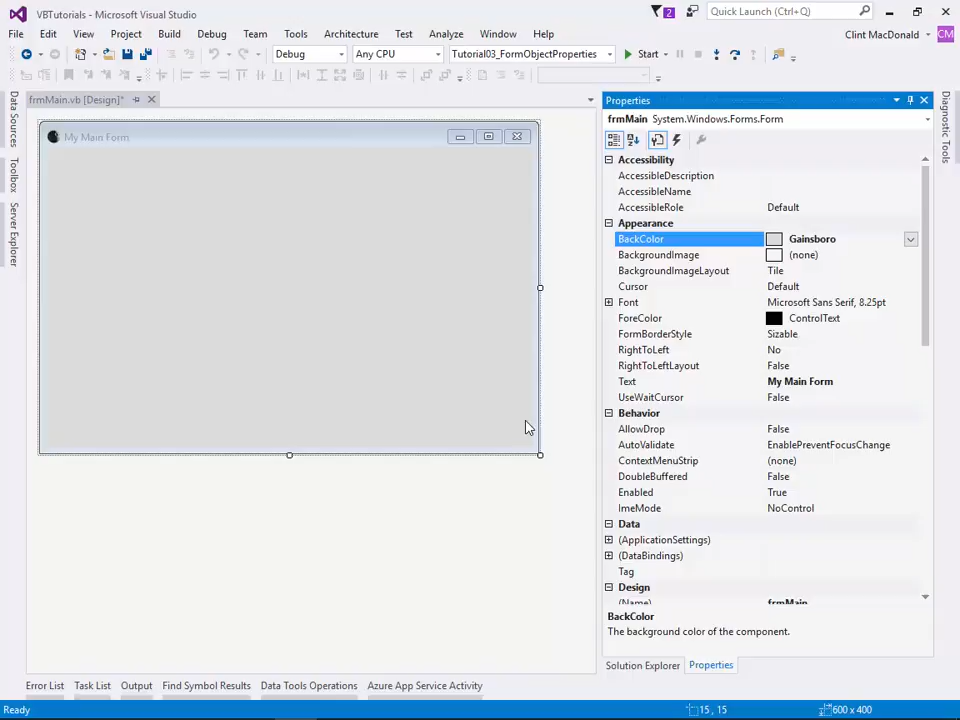 VBTutorials - Microsoft Visual Studio
2
Quick Launch (Ctrl+Q)
File Edit View Project Build Debug Team Tools Architecture Test Analyze Window Help
Clint MacDonald CM
Debug Any CPU Tutorial03_FormObjectProperties Start
frmMain.vb [Design]*
Data Sources
Toolbox
Server Explorer
My Main Form
Properties
frmMain System.Windows.Forms.Form
Accessibility
AccessibleDescription
AccessibleName
AccessibleRole Default
Appearance
BackColor Gainsboro
BackgroundImage (none)
BackgroundImageLayout Tile
Cursor Default
Font Microsoft Sans Serif, 8.25pt
ForeColor ControlText
FormBorderStyle Sizable
RightToLeft No
RightToLeftLayout False
Text My Main Form
UseWaitCursor False
Behavior
AllowDrop False
AutoValidate EnablePreventFocusChange
ContextMenuStrip (none)
DoubleBuffered False
Enabled True
ImeMode NoControl
Data
(ApplicationSettings)
(DataBindings)
Tag
Design
(Name) frmMain
BackColor
The background color of the component.
Solution Explorer Properties
Diagnostic Tools
Error List Task List Output Find Symbol Results Data Tools Operations Azure App Service Activity
Ready 15 , 15 600 x 400